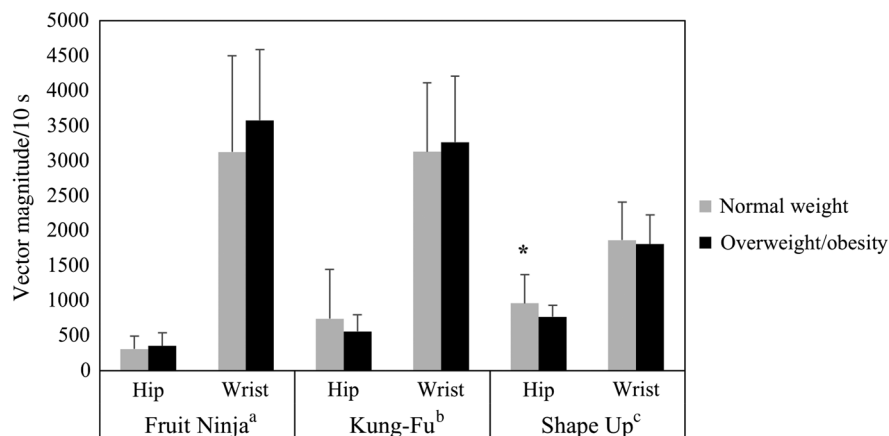 Vector magnitude/10 s
5000
4500
4000
3500
3000
2500
2000
1500
1000
500
0
*
Normal weight
Overweight/obesity
Hip Wrist Hip Wrist Hip Wrist
Fruit Ninjaᵃ Kung-Fuᵇ Shape Upᶜ